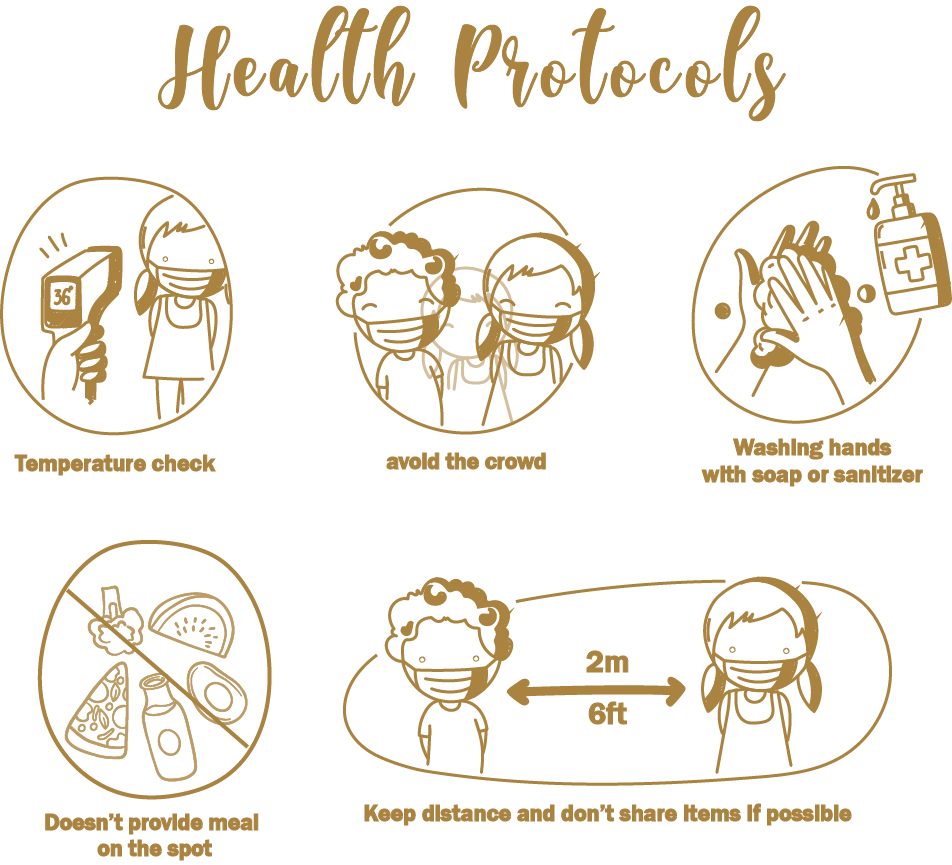 Health Protocols
36°
Temperature check
avoid the crowd
Washing hands
with soap or sanitizer
2m
6ft
Doesn't provide meal
on the spot
Keep distance and don't share items if possible